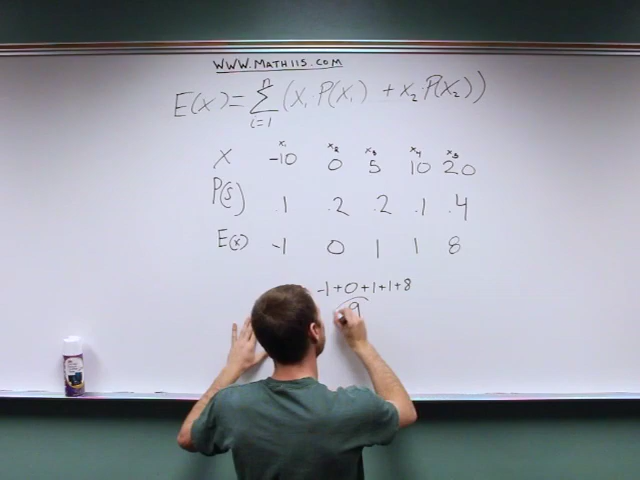 WWW.MATH115.COM
E(X) = n Σ i=1 (X₁ P(X₁) + X₂ P(X₂))
x₁ x₂ x₃ x₄ x₅
X -10 0 5 10 20
P(S) .1 .2 .2 .1 .4
E(X) -1 0 1 1 8
-1+0+1+1+8
9